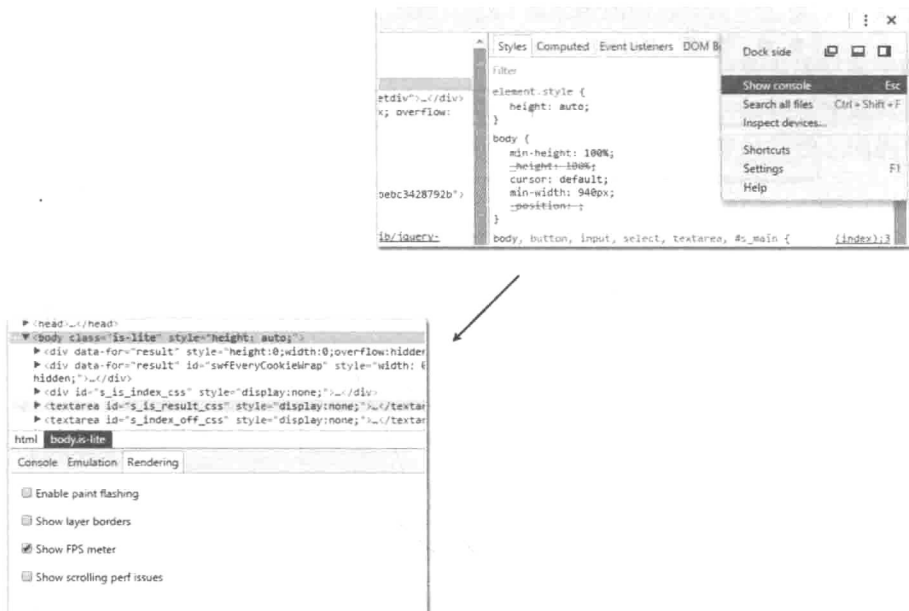 Styles Computed Event Listeners DOM B
Dock side
Filter
Show console Esc
element.style {
etdiv">…</div>
height: auto;
Search all files Ctrl + Shift + F
x; overflow:
}
Inspect devices...
body {
min-height: 100%;
Shortcuts
height: 100%;
Settings F1
cursor: default;
Help
min-width: 940px;
position: ;
}
ib/jquery-
body, button, input, select, textarea, #s_main { (index):3
▶ <head>…</head>
▼ <body class="is-lite" style="height: auto;">
▶ <div data-for="result" style="height:0;width:0;overflow:hidden
▶ <div data-for="result" id="swfEveryCookieWrap" style="width:
hidden;">…</div>
▶ <div id="s_is_index_css" style="display:none;">…</div>
▶ <textarea id="s_is_result_css" style="display:none;">…</textar
▶ <textarea id="s_index_off_css" style="display:none;">…</textar
html body.is-lite
Console Emulation Rendering
Enable paint flashing
Show layer borders
Show FPS meter
Show scrolling perf issues